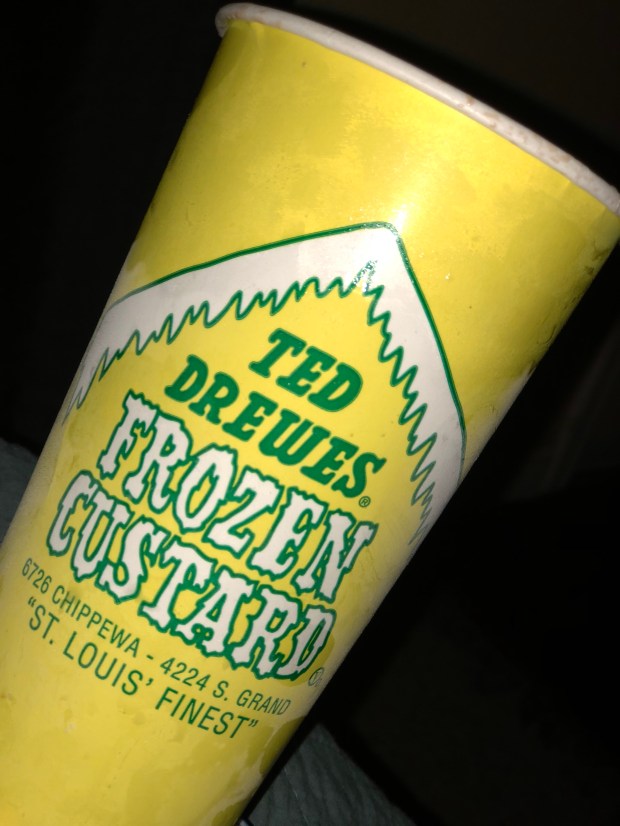 TED
DREWES®
FROZEN
CUSTARD®
6726 CHIPPEWA - 4224 S. GRAND
"ST. LOUIS' FINEST"